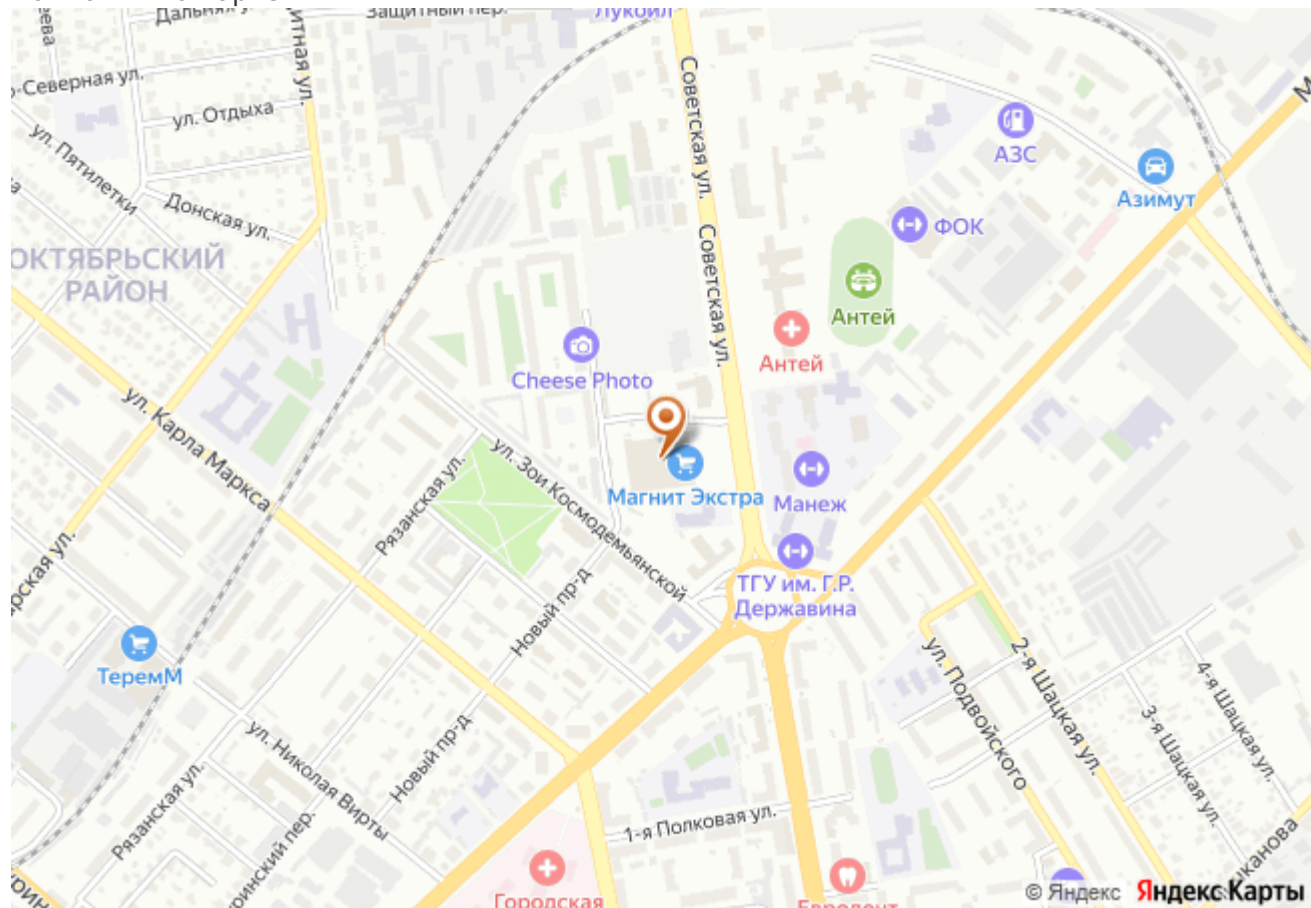 Дальняя ул.
Защитный пер.
Лукойл
Советская ул.
Советская ул.
ул. Отдыха
ул. Пятилетки
Донская ул.
ОКТЯБРЬСКИЙ
РАЙОН
АЗС
Азимут
ФОК
Антей
Антей
Cheese Photo
ул. Карла Маркса
Рязанская ул.
ул. Зои Космодемьянской
Магнит Экстра
Манеж
ТГУ им. Г.Р.
Державина
Новый пр-д
ТеремМ
ул. Николая Вирты
Новый пр-д
Рязанская ул.
1-я Полковая ул.
ул. Подвойского
2-я Шацкая ул.
3-я Шацкая ул.
4-я Шацкая ул.
Городская
Евродент
© Яндекс Яндекс Карты